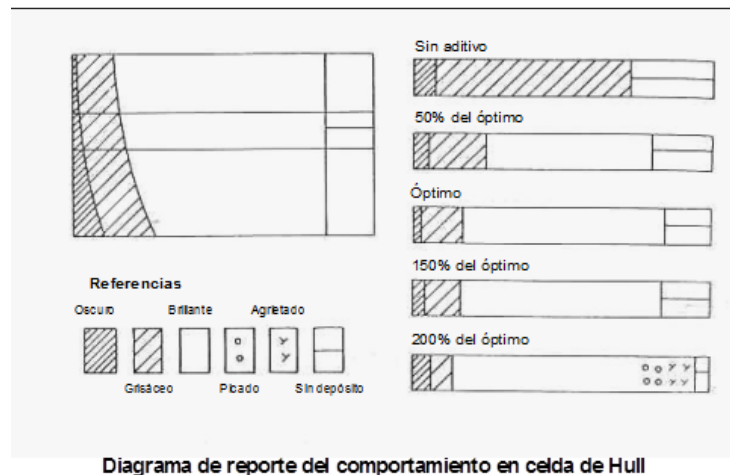 Sin aditivo
50% del óptimo
Óptimo
150% del óptimo
200% del óptimo
Referencias
Oscuro Brillante Agrietado
Grisáceo Picado Sin depósito
Diagrama de reporte del comportamiento en celda de Hull